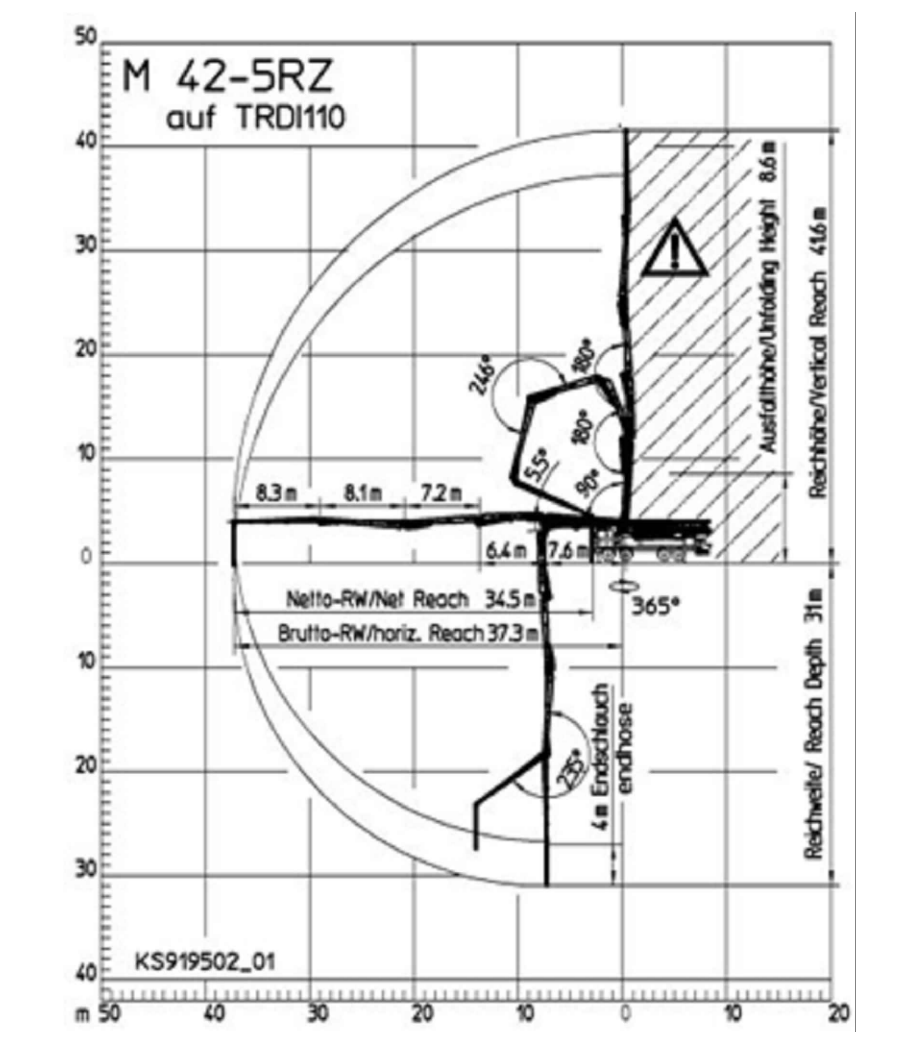 50
M 42-5RZ
auf TRDI110
40
30
20
10
0
10
20
30
40
m 50 40 30 20 10 0 10 20
246°
180°
180°
5.5°
90°
8.3 m 8.1 m 7.2 m
6.4 m 7.6 m
Netto-RW/Net Reach 34.5 m
Brutto-RW/horiz. Reach 37.3 m
365°
235°
4 m Endschlauch
endhose
Ausfalthöhe/Unfolding Height 8.6 m
Reichhöhe/Vertical Reach 41.6 m
Reichweite/ Reach Depth 31 m
KS919502_01
!